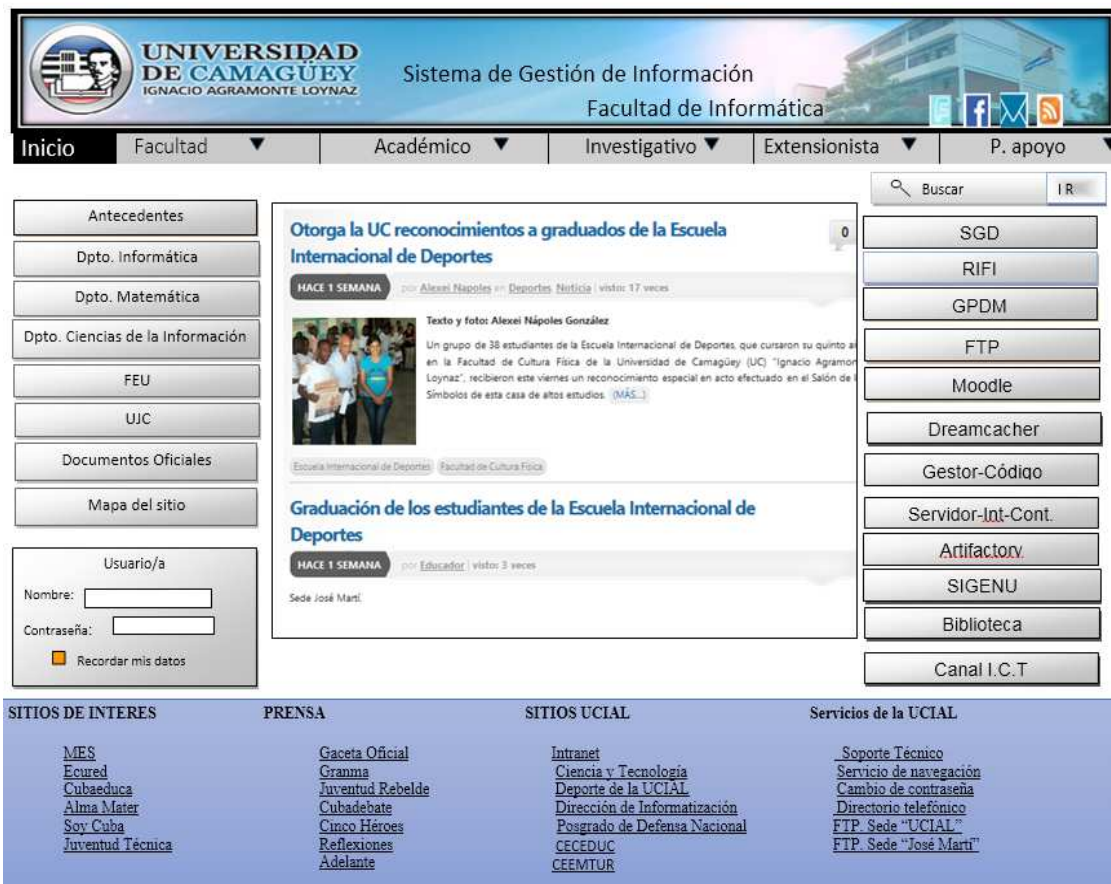 UNIVERSIDAD
DE CAMAGÜEY
IGNACIO AGRAMONTE LOYNAZ
Sistema de Gestión de Información
Facultad de Informática
Inicio Facultad ▼ Académico ▼ Investigativo ▼ Extensionista ▼ P. apoyo
Buscar I R
Antecedentes
Dpto. Informática
Dpto. Matemática
Dpto. Ciencias de la Información
FEU
UJC
Documentos Oficiales
Mapa del sitio
Usuario/a
Nombre:
Contraseña:
Recordar mis datos
Otorga la UC reconocimientos a graduados de la Escuela
Internacional de Deportes
0
HACE 1 SEMANA por Alexei Napoles en Deportes, Noticia | visto: 17 veces
Texto y foto: Alexei Nápoles González
Un grupo de 38 estudiantes de la Escuela Internacional de Deportes, que cursaron su quinto
en la Facultad de Cultura Física de la Universidad de Camagüey (UC) "Ignacio
Loynaz", recibieron este viernes un reconocimiento especial en acto efectuado en el Salón de
Símbolos de esta casa de altos estudios. (MÁS...)
Escuela Internacional de Deportes Facultad de Cultura Física
Graduación de los estudiantes de la Escuela Internacional de
Deportes
HACE 1 SEMANA por Educador | visto: 3 veces
Sede José Martí.
SGD
RIFI
GPDM
FTP
Moodle
Dreamcacher
Gestor-Código
Servidor-Int-Cont.
Artifactory
SIGENU
Biblioteca
Canal I.C.T
SITIOS DE INTERES
MES
Ecured
Cubaeduca
Alma Mater
Soy Cuba
Juventud Técnica
PRENSA
Gaceta Oficial
Granma
Juventud Rebelde
Cubadebate
Cinco Héroes
Reflexiones
Adelante
SITIOS UCIAL
Intranet
Ciencia y Tecnología
Deporte de la UCIAL
Dirección de Informatización
Posgrado de Defensa Nacional
CECEDUC
CEEMTUR
Servicios de la UCIAL
Soporte Técnico
Servicio de navegación
Cambio de contraseña
Directorio telefónico
FTP. Sede “UCIAL”
FTP. Sede “José Martí”